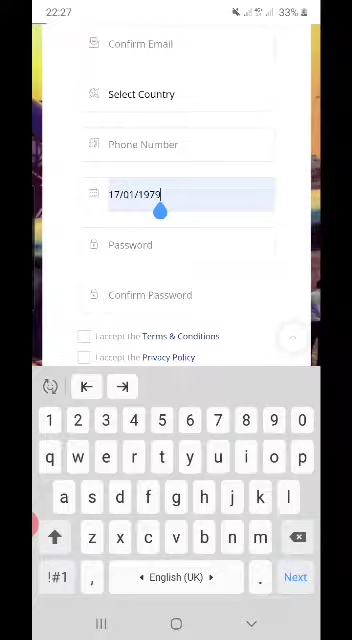 22:27
33%
Confirm Email
Select Country
Phone Number
17/01/1979
Password
Confirm Password
I accept the Terms & Conditions
I accept the Privacy Policy
1 2 3 4 5 6 7 8 9 0
q w e r t y u i o p
a s d f g h j k l
z x c v b n m
!#1 , English (UK) . Next